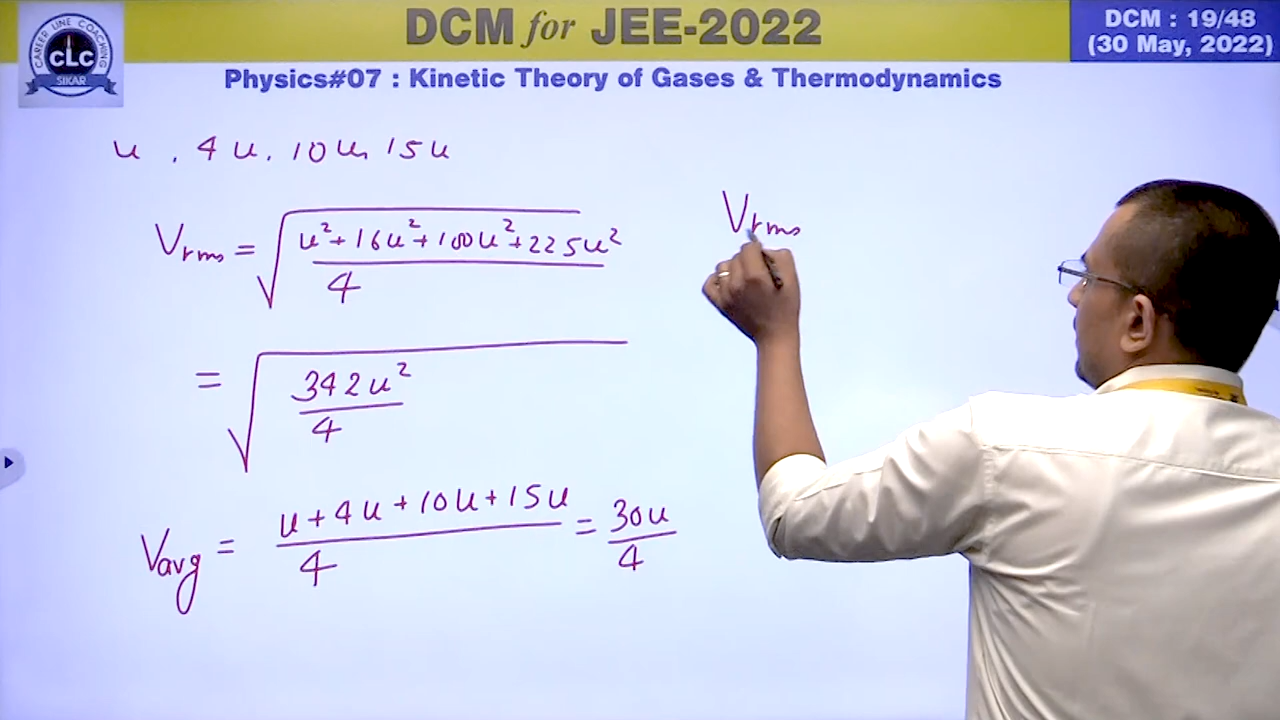 DCM for JEE-2022
DCM : 19/48
(30 May, 2022)
CAREER LINE COACHING
CLC
SIKAR
Physics#07 : Kinetic Theory of Gases & Thermodynamics
u , 4u, 10u, 15u
Vrms = √((u²+16u²+100u²+225u²)/4)
= √(342u²/4)
Vavg = (u+4u+10u+15u)/4 = 30u/4
Vrms